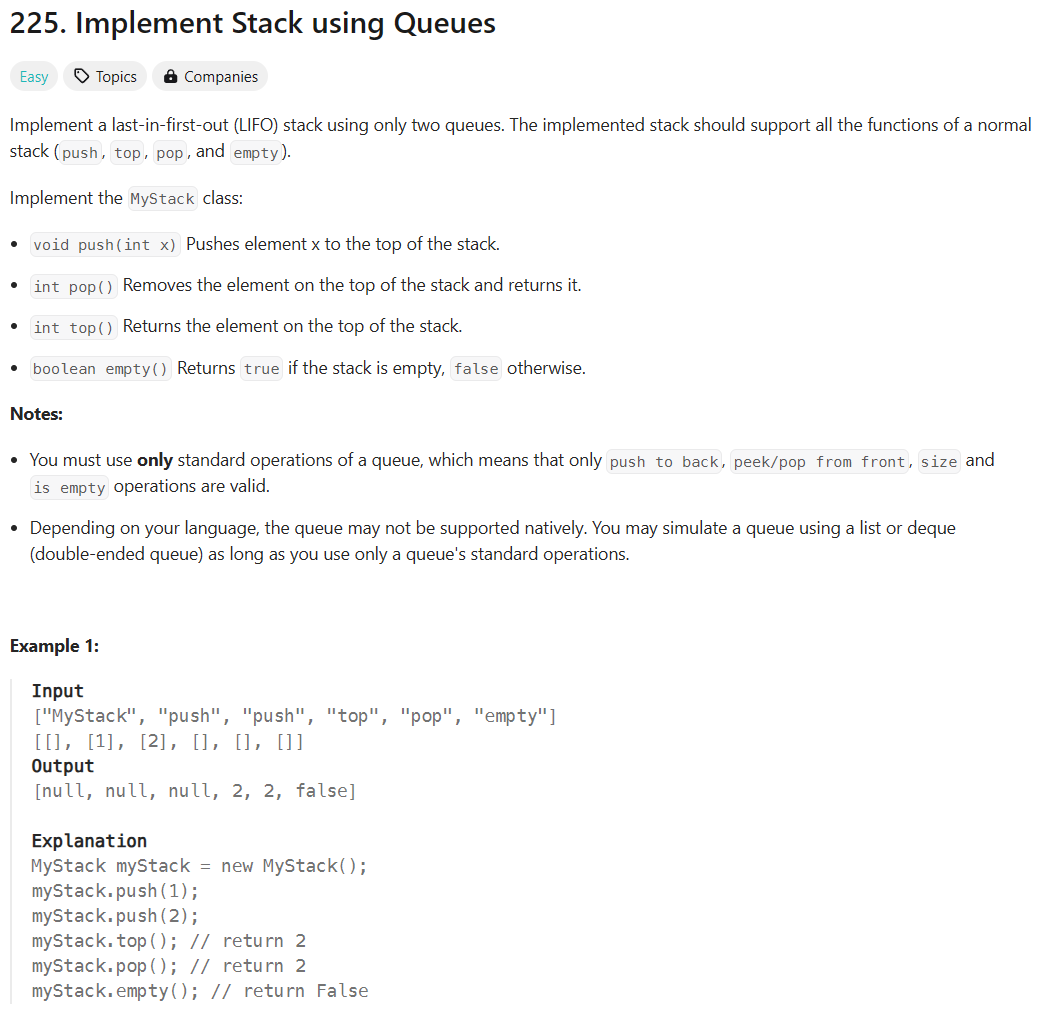 225. Implement Stack using Queues
Easy Topics Companies
Implement a last-in-first-out (LIFO) stack using only two queues. The implemented stack should support all the functions of a normal
stack (push, top, pop, and empty).
Implement the MyStack class:
• void push(int x) Pushes element x to the top of the stack.
• int pop() Removes the element on the top of the stack and returns it.
• int top() Returns the element on the top of the stack.
• boolean empty() Returns true if the stack is empty, false otherwise.
Notes:
• You must use only standard operations of a queue, which means that only push to back, peek/pop from front, size and
is empty operations are valid.
• Depending on your language, the queue may not be supported natively. You may simulate a queue using a list or deque
(double-ended queue) as long as you use only a queue's standard operations.
Example 1:
Input
["MyStack", "push", "push", "top", "pop", "empty"]
[[], [1], [2], [], [], []]
Output
[null, null, null, 2, 2, false]
Explanation
MyStack myStack = new MyStack();
myStack.push(1);
myStack.push(2);
myStack.top(); // return 2
myStack.pop(); // return 2
myStack.empty(); // return False